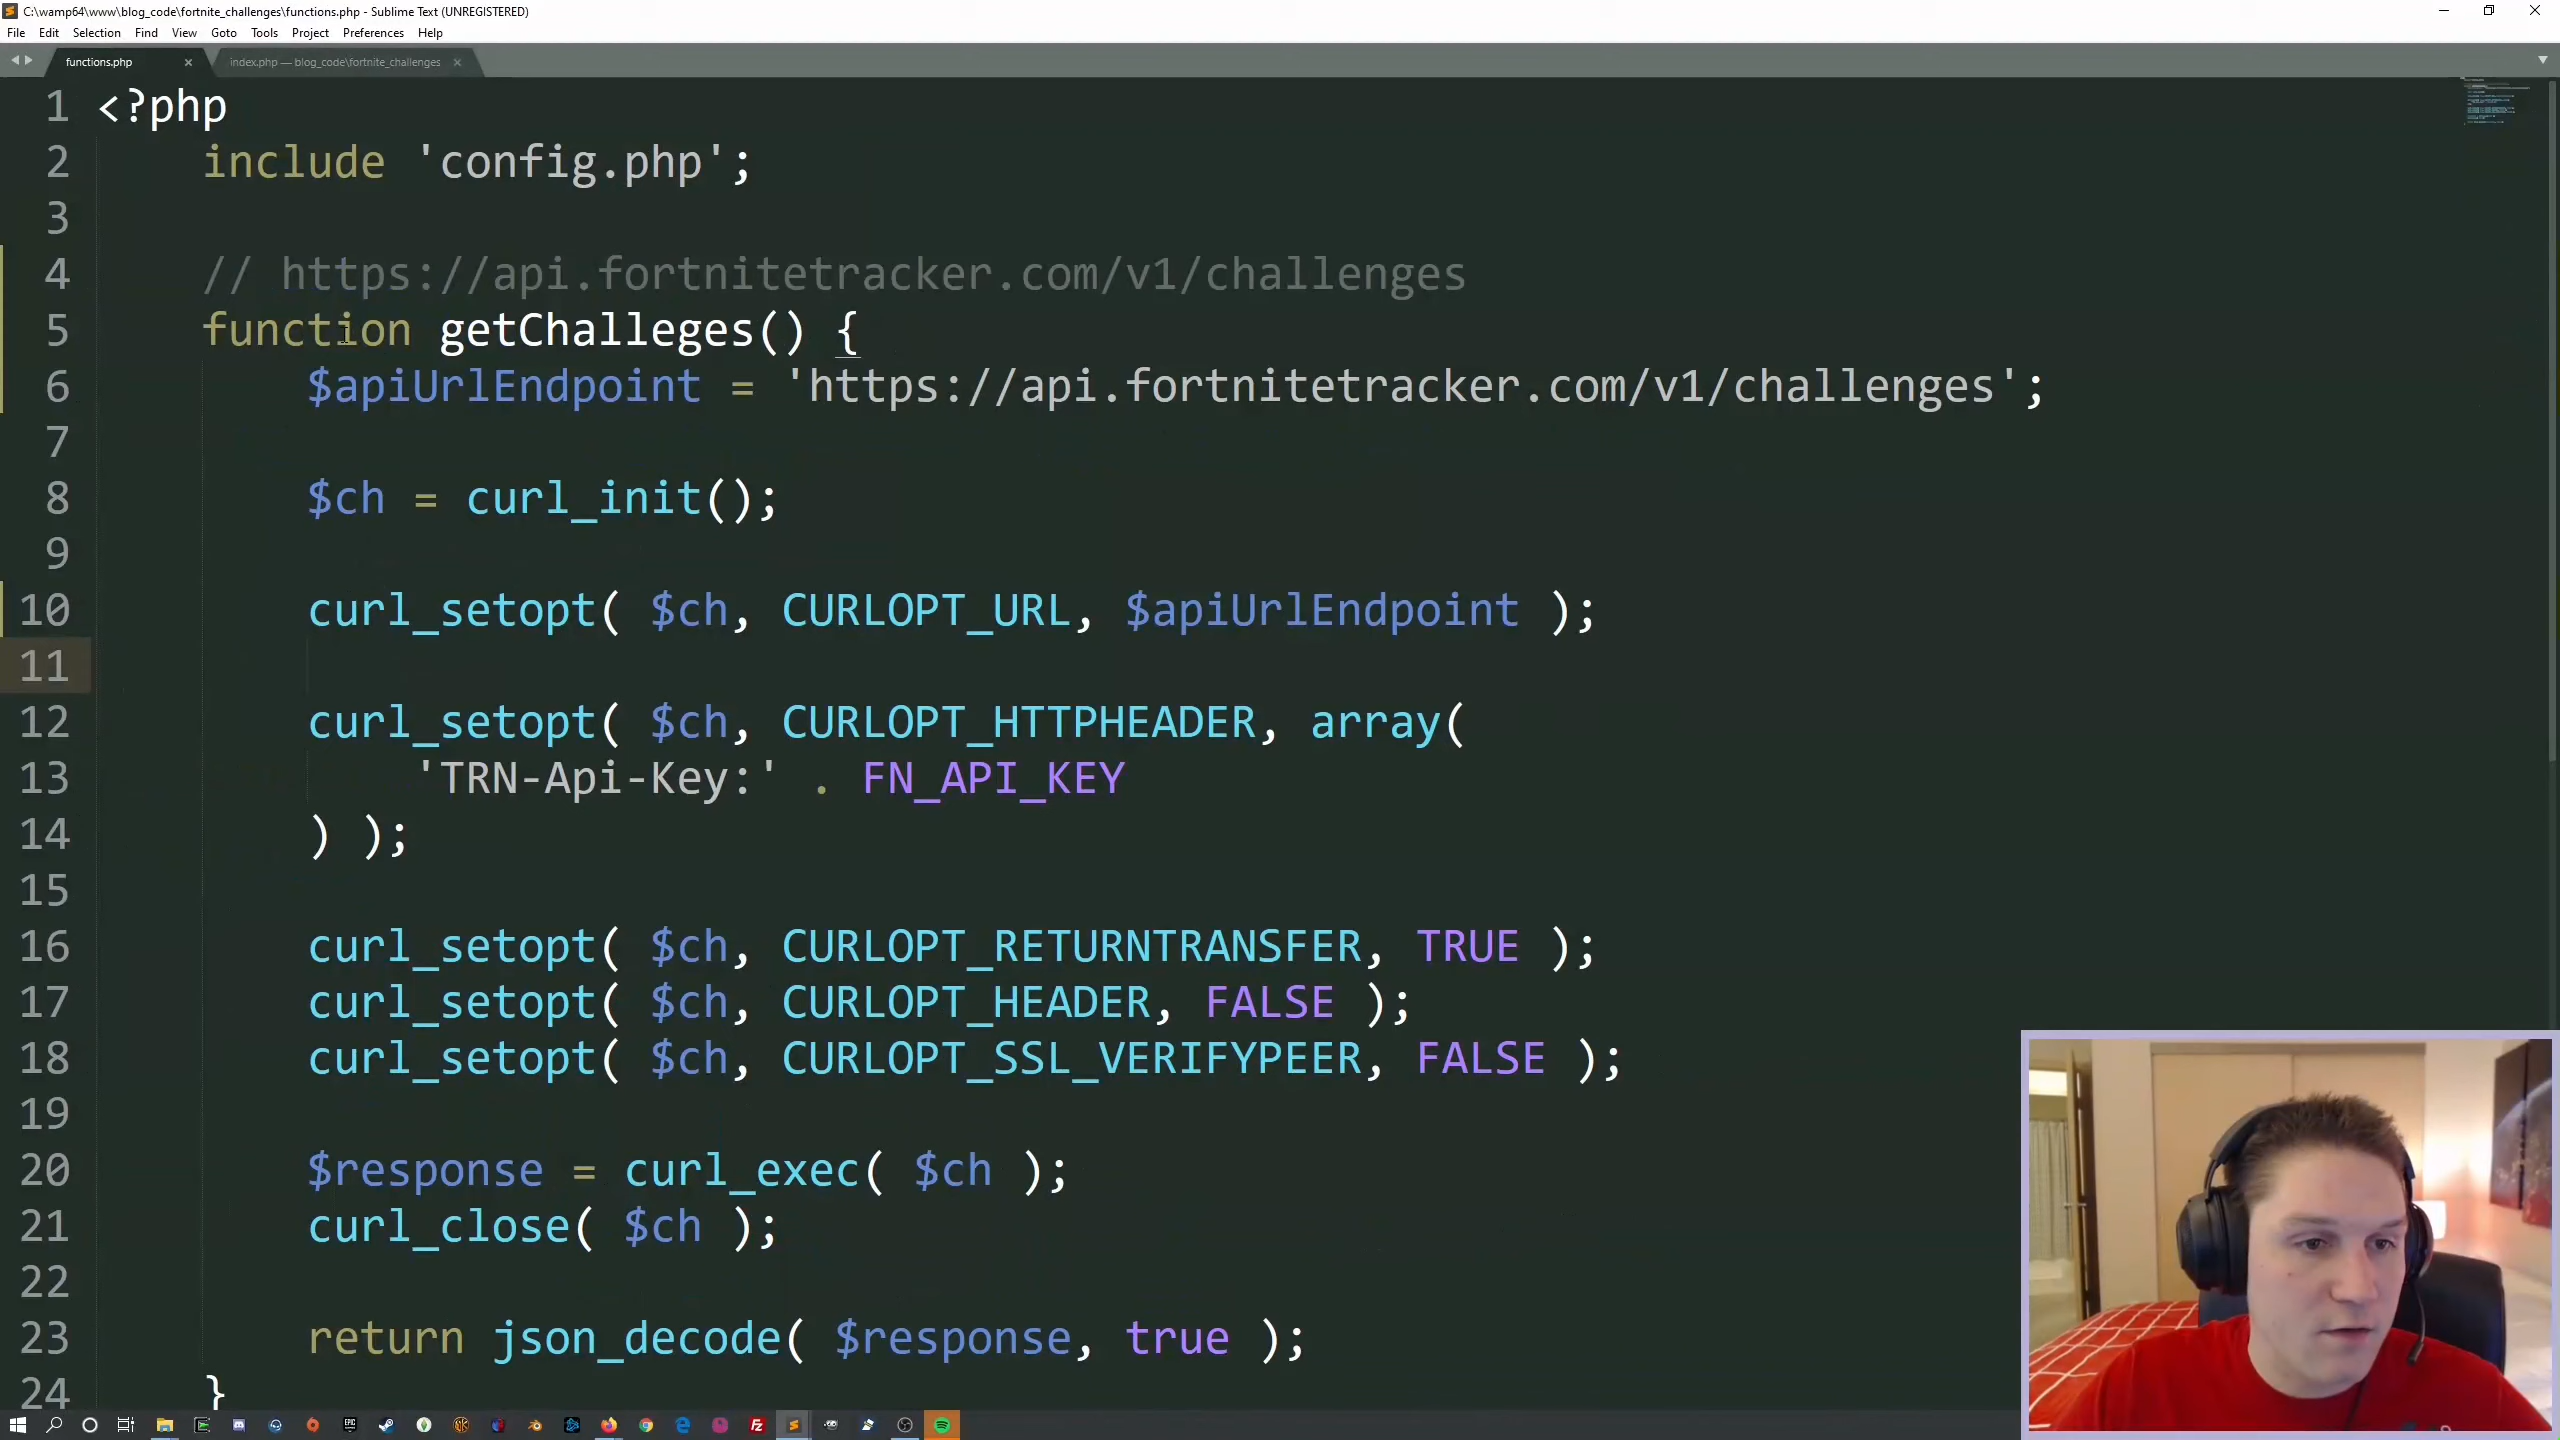 C:\wamp64\www\blog_code\fortnite_challenges\functions.php - Sublime Text (UNREGISTERED)
File Edit Selection Find View Goto Tools Project Preferences Help
functions.php index.php — blog_code\fortnite_challenges
1 <?php
2 include 'config.php';
3
4 // https://api.fortnitetracker.com/v1/challenges
5 function getChalleges() {
6 $apiUrlEndpoint = 'https://api.fortnitetracker.com/v1/challenges';
7
8 $ch = curl_init();
9
10 curl_setopt( $ch, CURLOPT_URL, $apiUrlEndpoint );
11
12 curl_setopt( $ch, CURLOPT_HTTPHEADER, array(
13 'TRN-Api-Key:' . FN_API_KEY
14 ) );
15
16 curl_setopt( $ch, CURLOPT_RETURNTRANSFER, TRUE );
17 curl_setopt( $ch, CURLOPT_HEADER, FALSE );
18 curl_setopt( $ch, CURLOPT_SSL_VERIFYPEER, FALSE );
19
20 $response = curl_exec( $ch );
21 curl_close( $ch );
22
23 return json_decode( $response, true );
24 }